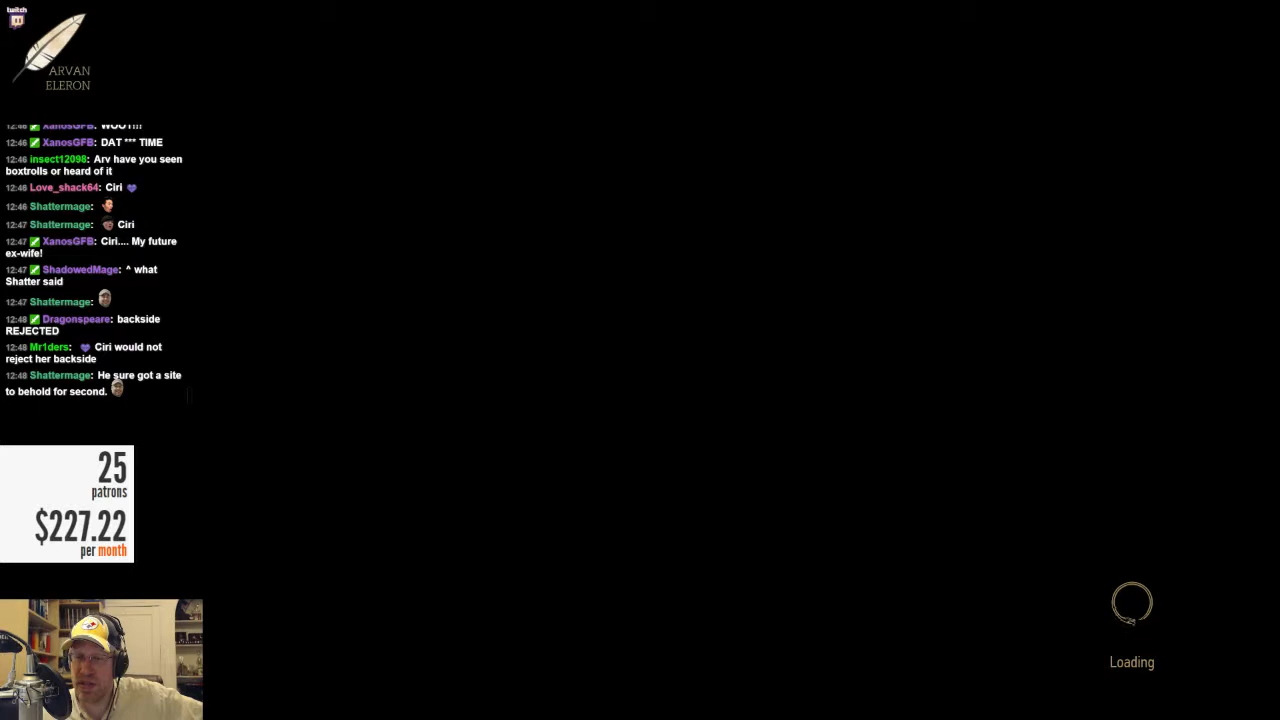 twitch
ARVAN
ELERON
12:46 XanosGFB: WOOT!!!
12:46 XanosGFB: DAT *** TIME
12:46 insect12098: Arv have you seen
boxtrolls or heard of it
12:46 Love_shack64: Ciri
12:46 Shattermage:
12:47 Shattermage: Ciri
12:47 XanosGFB: Ciri.... My future
ex-wife!
12:47 ShadowedMage: ^ what
Shatter said
12:47 Shattermage:
12:48 Dragonspeare: backside
REJECTED
12:48 Mr1ders: Ciri would not
reject her backside
12:48 Shattermage: He sure got a site
to behold for second.
25
patrons
$227.22
per month
Loading